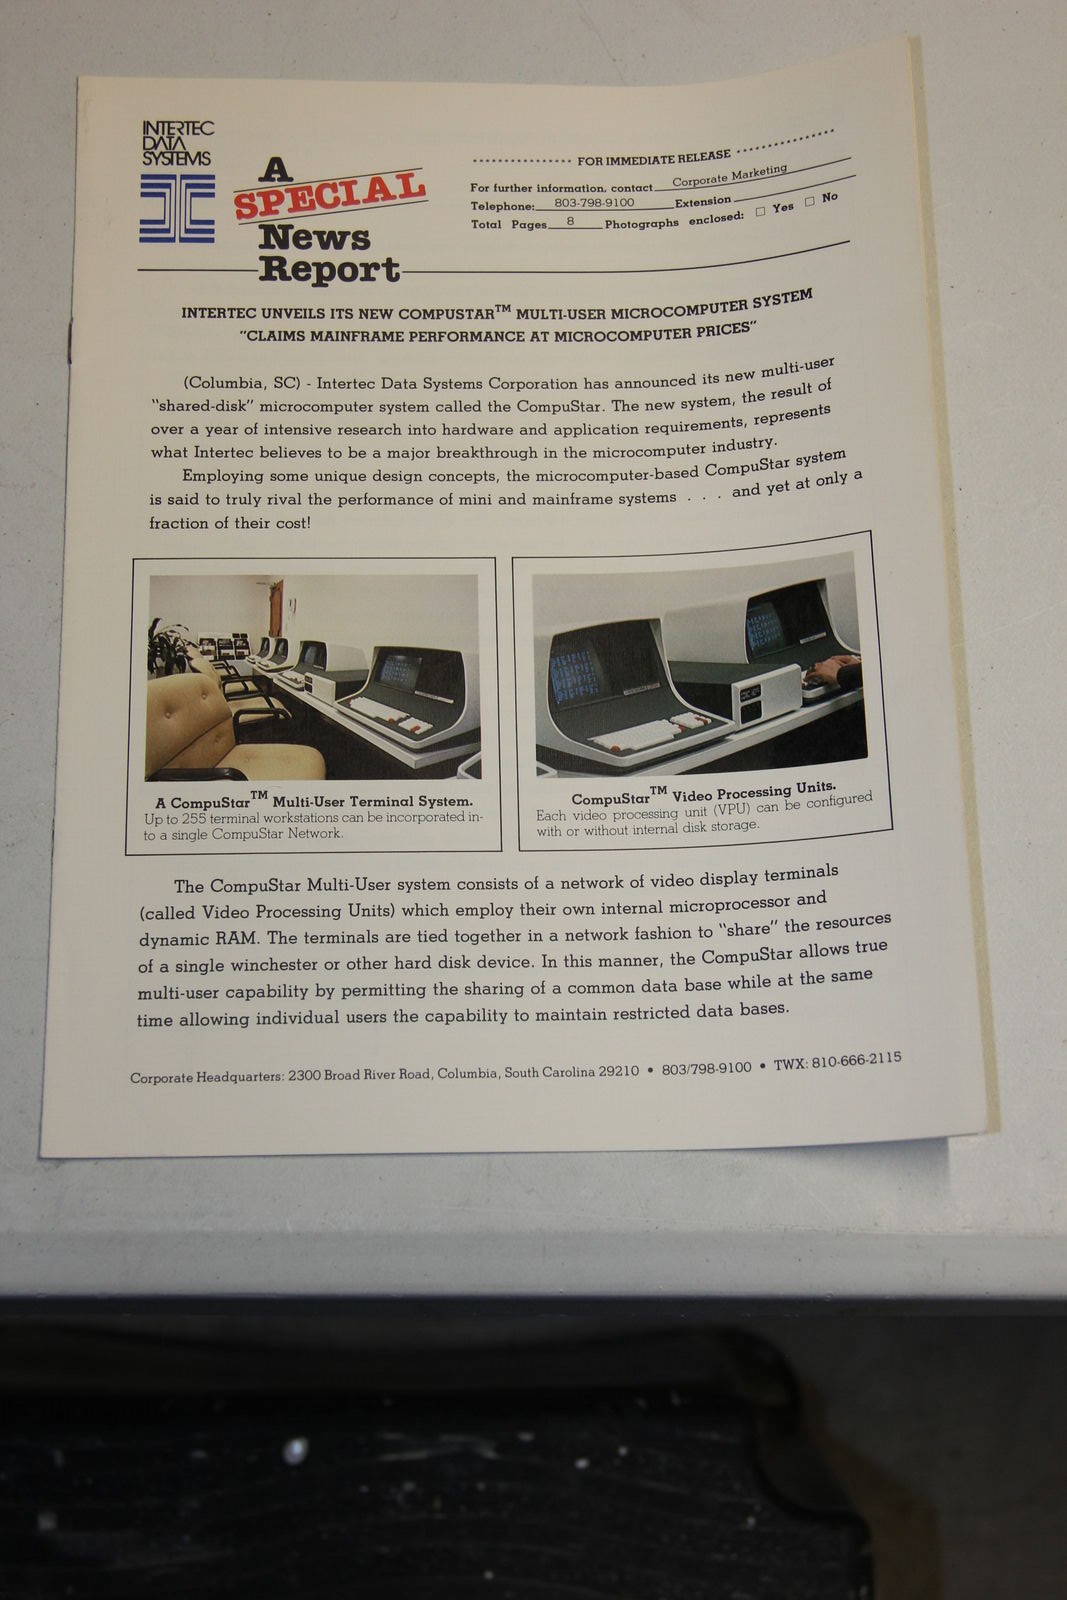 INTERTEC
DATA
SYSTEMS
A
SPECIAL
News
Report
FOR IMMEDIATE RELEASE
For further information, contact Corporate Marketing
Telephone: 803-798-9100 Extension
Total Pages 8 Photographs enclosed: □ Yes □ No
INTERTEC UNVEILS ITS NEW COMPUSTAR™ MULTI-USER MICROCOMPUTER SYSTEM
"CLAIMS MAINFRAME PERFORMANCE AT MICROCOMPUTER PRICES"
(Columbia, SC) - Intertec Data Systems Corporation has announced its new multi-user
"shared-disk" microcomputer system called the CompuStar. The new system, the result of
over a year of intensive research into hardware and application requirements, represents
what Intertec believes to be a major breakthrough in the microcomputer industry.
Employing some unique design concepts, the microcomputer-based CompuStar system
is said to truly rival the performance of mini and mainframe systems . . . and yet at only a
fraction of their cost!
A CompuStar™ Multi-User Terminal System.
Up to 255 terminal workstations can be incorporated in-
to a single CompuStar Network.
CompuStar™ Video Processing Units.
Each video processing unit (VPU) can be configured
with or without internal disk storage.
The CompuStar Multi-User system consists of a network of video display terminals
(called Video Processing Units) which employ their own internal microprocessor and
dynamic RAM. The terminals are tied together in a network fashion to "share" the resources
of a single winchester or other hard disk device. In this manner, the CompuStar allows true
multi-user capability by permitting the sharing of a common data base while at the same
time allowing individual users the capability to maintain restricted data bases.
Corporate Headquarters: 2300 Broad River Road, Columbia, South Carolina 29210 • 803/798-9100 • TWX: 810-666-2115